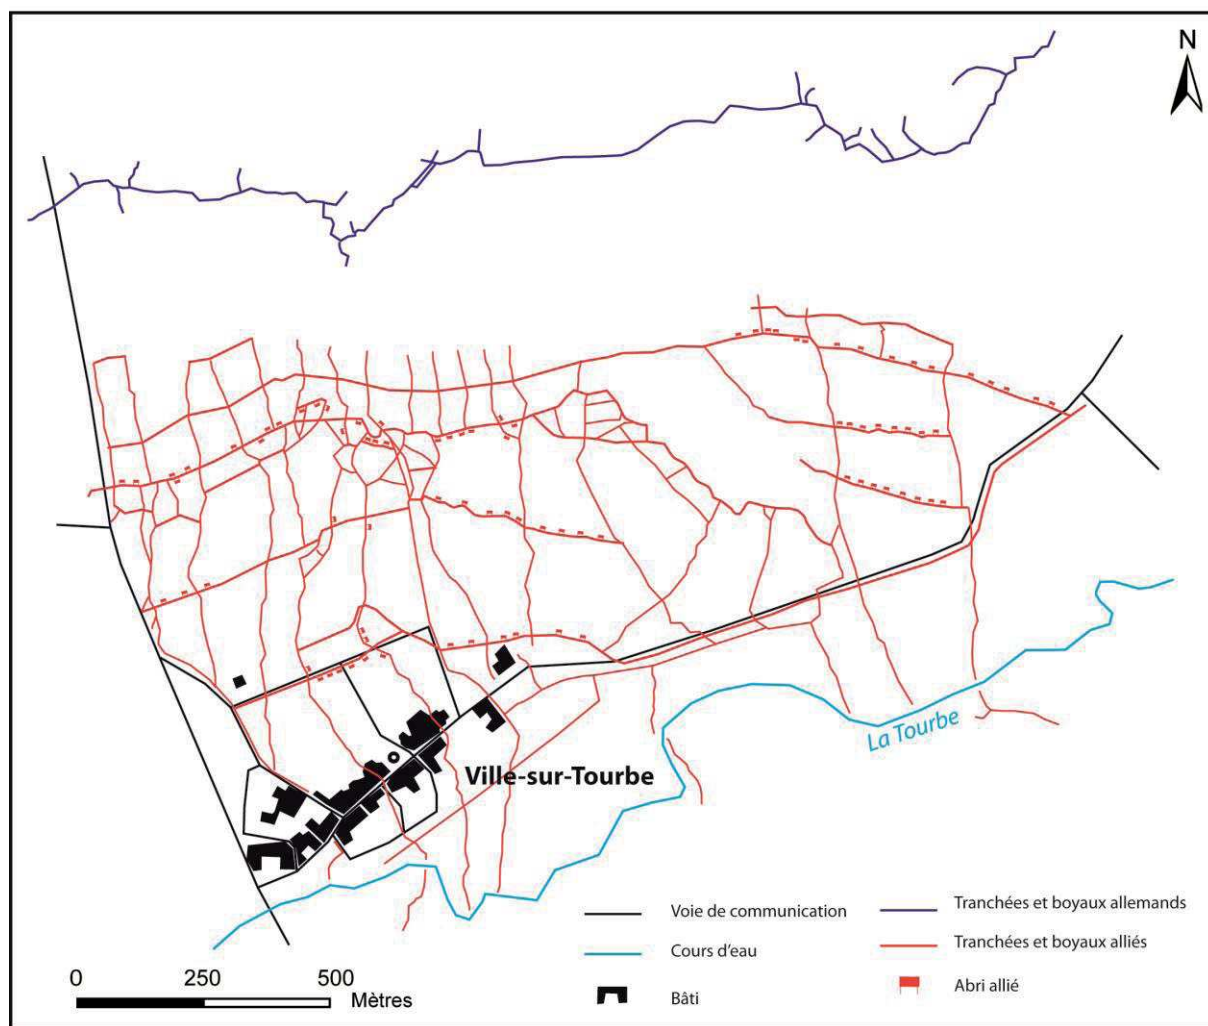 N
La Tourbe
Ville-sur-Tourbe
Voie de communication
Cours d'eau
Bâti
Tranchées et boyaux allemands
Tranchées et boyaux alliés
Abri allié
0 250 500
Mètres